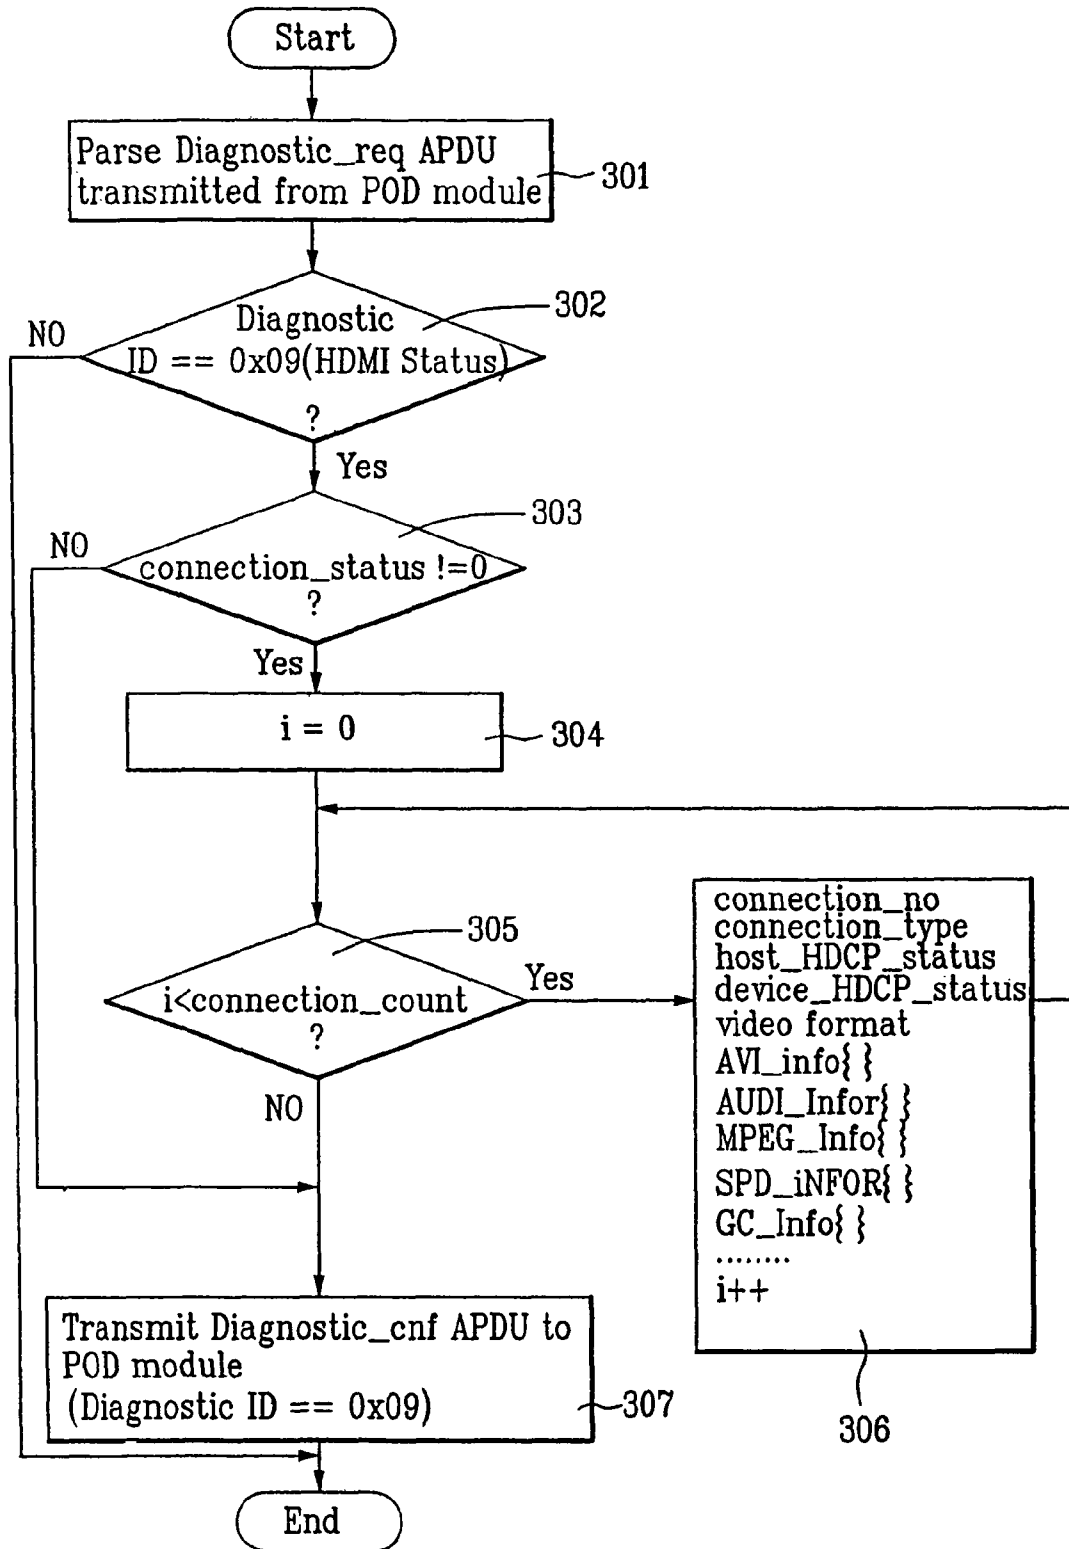 Start
Parse Diagnostic_req APDU
transmitted from POD module
301
302
Diagnostic
ID == 0x09(HDMI Status)
?
NO
Yes
303
NO
connection_status !=0
?
Yes
i = 0
304
305
i<connection_count
?
Yes
NO
connection_no
connection_type
host_HDCP_status
device_HDCP_status
video format
AVI_info{ }
AUDI_Infor{ }
MPEG_Info{ }
SPD_iNFOR{ }
GC_Info{ }
........
i++
306
Transmit Diagnostic_cnf APDU to
POD module
(Diagnostic ID == 0x09)
307
End